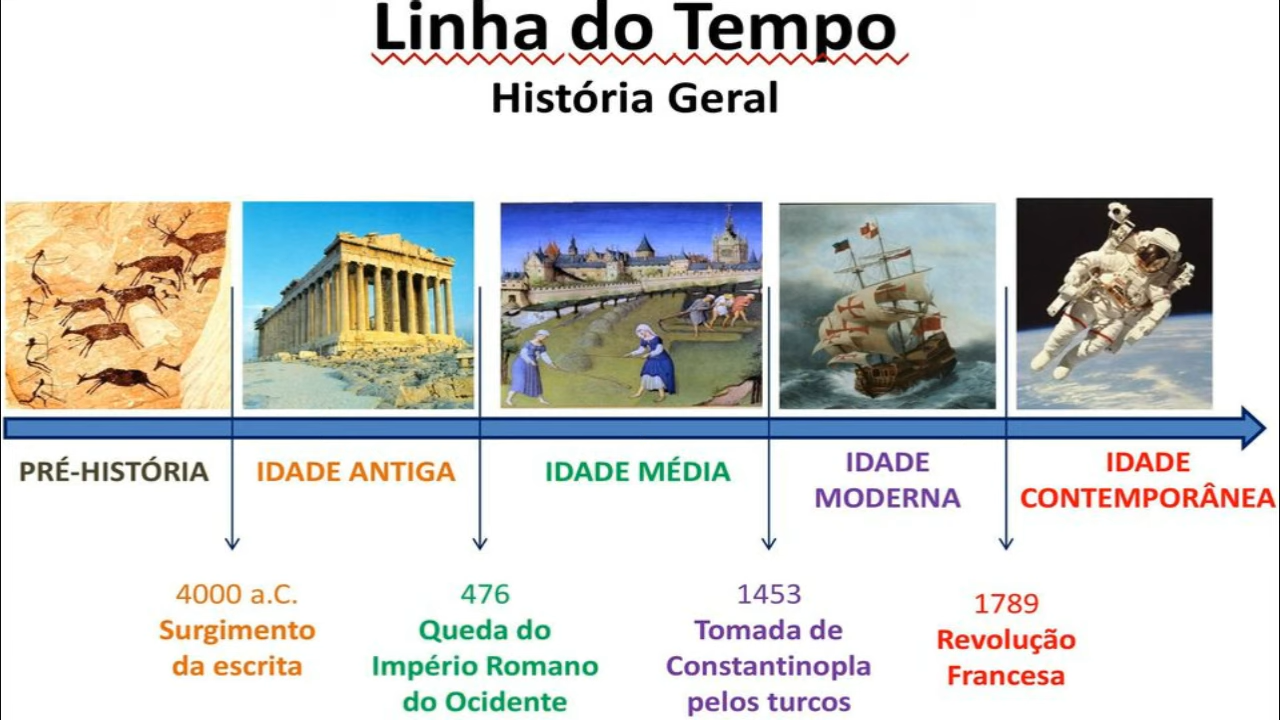 Linha do Tempo
História Geral
PRÉ-HISTÓRIA
IDADE ANTIGA
IDADE MÉDIA
IDADE
MODERNA
IDADE
CONTEMPORÂNEA
4000 a.C.
Surgimento
da escrita
476
Queda do
Império Romano
do Ocidente
1453
Tomada de
Constantinopla
pelos turcos
1789
Revolução
Francesa